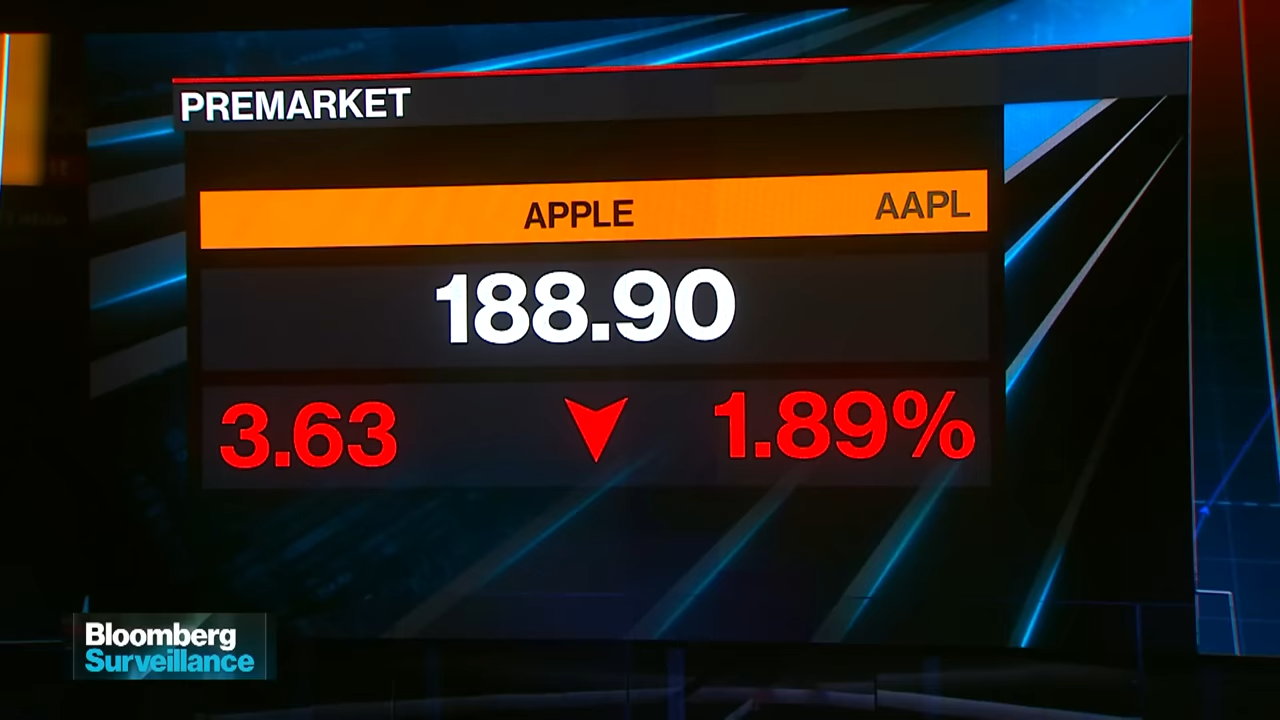 PREMARKET
APPLE AAPL
188.90
3.63 ▼ 1.89%
Bloomberg
Surveillance